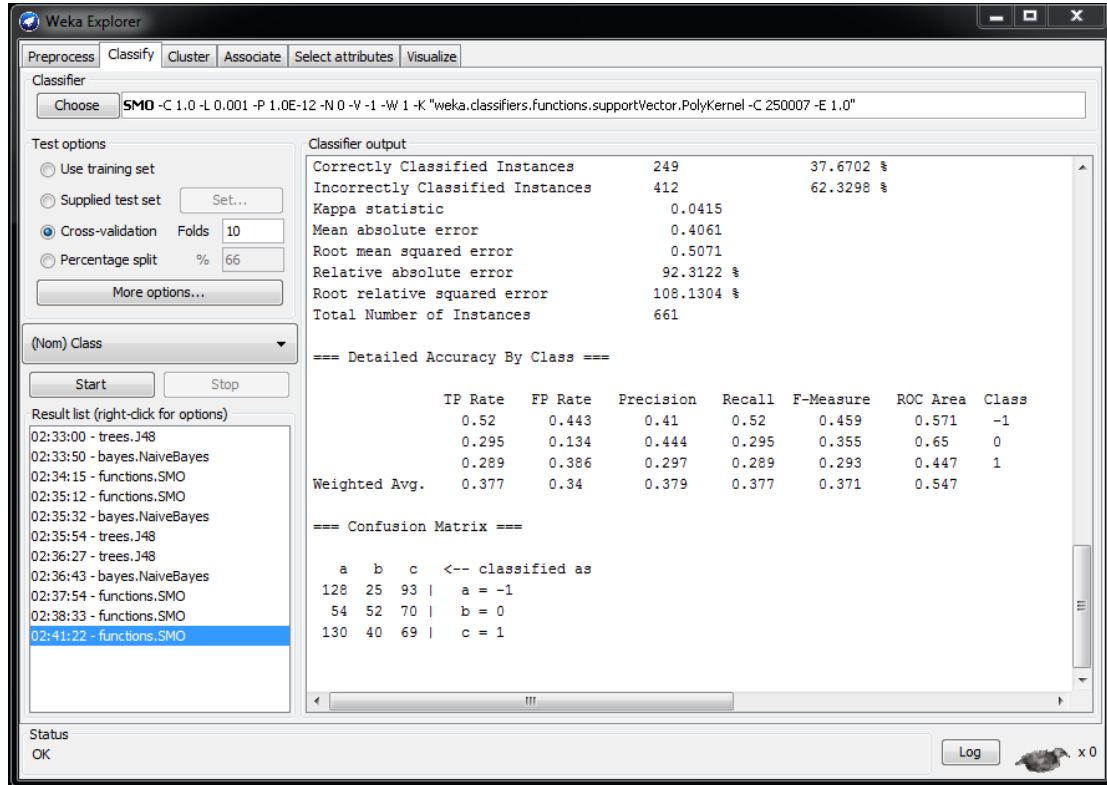 Weka Explorer
Preprocess Classify Cluster Associate Select attributes Visualize
Classifier
Choose SMO -C 1.0 -L 0.001 -P 1.0E-12 -N 0 -V -1 -W 1 -K "weka.classifiers.functions.supportVector.PolyKernel -C 250007 -E 1.0"
Test options
Use training set
Supplied test set Set...
Cross-validation Folds 10
Percentage split % 66
More options...
(Nom) Class
Start Stop
Result list (right-click for options)
02:33:00 - trees.J48
02:33:50 - bayes.NaiveBayes
02:34:15 - functions.SMO
02:35:12 - functions.SMO
02:35:32 - bayes.NaiveBayes
02:35:54 - trees.J48
02:36:27 - trees.J48
02:36:43 - bayes.NaiveBayes
02:37:54 - functions.SMO
02:38:33 - functions.SMO
02:41:22 - functions.SMO
Classifier output
Correctly Classified Instances 249 37.6702 %
Incorrectly Classified Instances 412 62.3298 %
Kappa statistic 0.0415
Mean absolute error 0.4061
Root mean squared error 0.5071
Relative absolute error 92.3122 %
Root relative squared error 108.1304 %
Total Number of Instances 661
=== Detailed Accuracy By Class ===
TP Rate FP Rate Precision Recall F-Measure ROC Area Class
0.52 0.443 0.41 0.52 0.459 0.571 -1
0.295 0.134 0.444 0.295 0.355 0.65 0
0.289 0.386 0.297 0.289 0.293 0.447 1
Weighted Avg. 0.377 0.34 0.379 0.377 0.371 0.547
=== Confusion Matrix ===
a b c <-- classified as
128 25 93 | a = -1
54 52 70 | b = 0
130 40 69 | c = 1
Status
OK
Log x 0